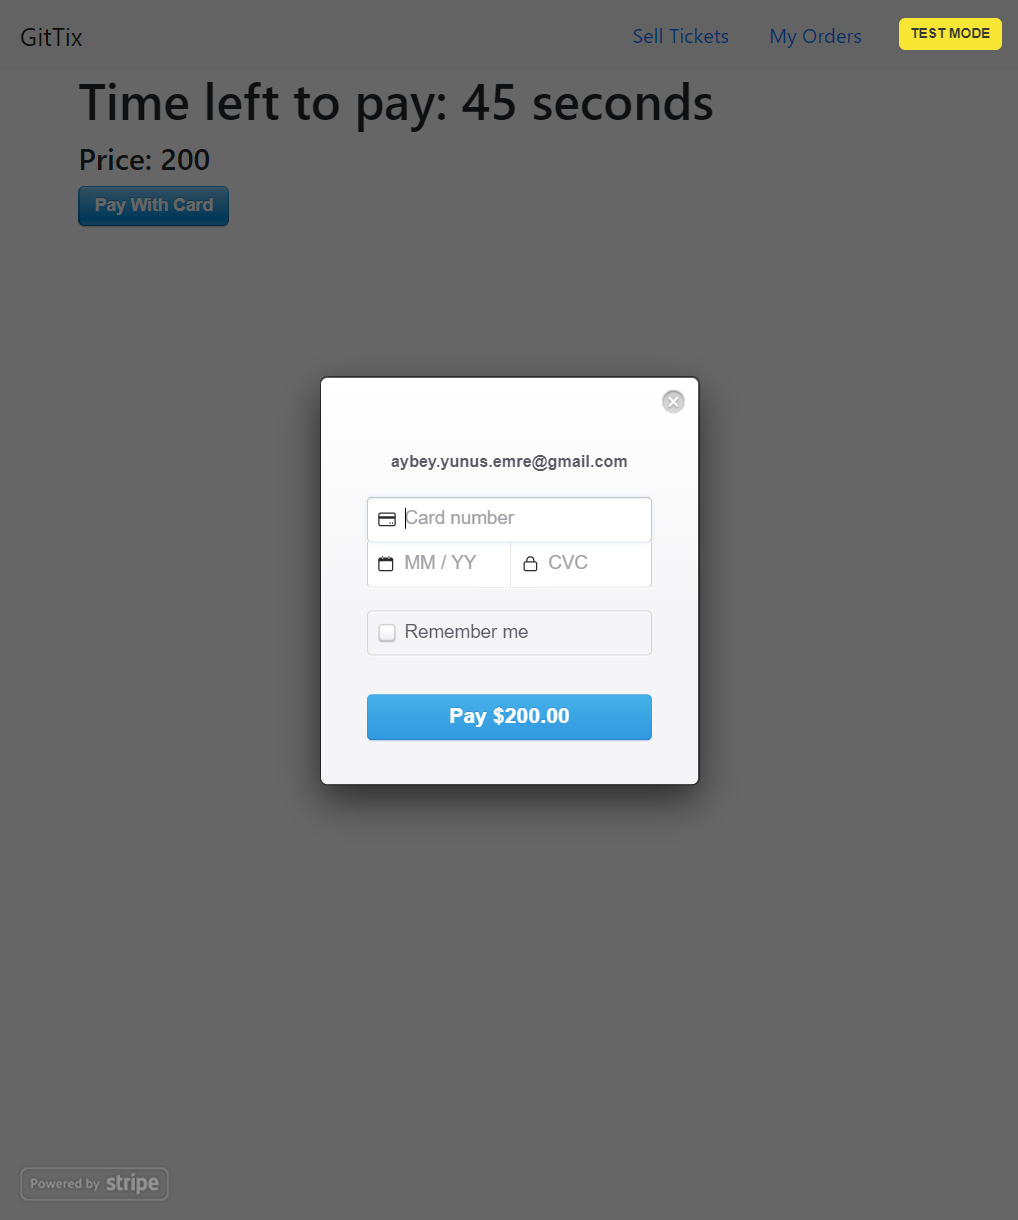 GitTix
Sell Tickets
My Orders
TEST MODE
Time left to pay: 45 seconds
Price: 200
Pay With Card
aybey.yunus.emre@gmail.com
Card number
MM / YY
CVC
Remember me
Pay $200.00
Powered by stripe